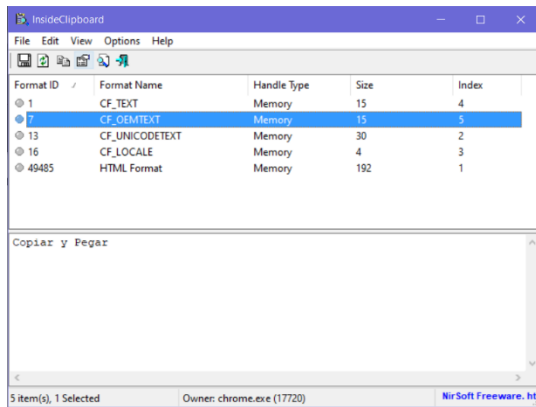 InsideClipboard
File Edit View Options Help
Format ID / Format Name Handle Type Size Index
1 CF_TEXT Memory 15 4
7 CF_OEMTEXT Memory 15 5
13 CF_UNICODETEXT Memory 30 2
16 CF_LOCALE Memory 4 3
49485 HTML Format Memory 192 1
Copiar y Pegar
5 item(s), 1 Selected Owner: chrome.exe (17720) NirSoft Freeware. ht